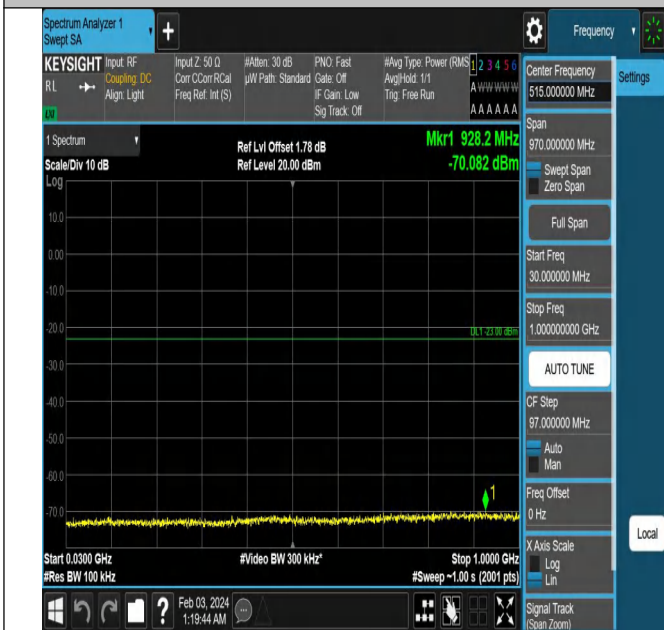 Spectrum Analyzer 1
Swept SA
+
Frequency
KEYSIGHT
RL
LXI
Input: RF
Coupling: DC
Align: Light
Input Z: 50 Ω
Corr CCorr RCal
Freq Ref: Int (S)
#Atten: 30 dB
µW Path: Standard
PNO: Fast
Gate: Off
IF Gain: Low
Sig Track: Off
#Avg Type: Power (RMS
Avg|Hold: 1/1
Trig: Free Run
1 2 3 4 5 6
A W W W W W
A A A A A A
Center Frequency
515.000000 MHz
Settings
1 Spectrum
Scale/Div 10 dB
Log
Ref Lvl Offset 1.78 dB
Ref Level 20.00 dBm
Mkr1 928.2 MHz
-70.082 dBm
10.0
0.00
-10.0
-20.0
-30.0
-40.0
-50.0
-60.0
-70.0
DL1 -23.00 dBm
1
Start 0.0300 GHz
#Res BW 100 kHz
#Video BW 300 kHz*
Stop 1.0000 GHz
#Sweep ~1.00 s (2001 pts)
Span
970.000000 MHz
Swept Span
Zero Span
Full Span
Start Freq
30.000000 MHz
Stop Freq
1.000000000 GHz
AUTO TUNE
CF Step
97.000000 MHz
Auto
Man
Freq Offset
0 Hz
X Axis Scale
Log
Lin
Local
Signal Track
(Span Zoom)
?
Feb 03, 2024
1:19:44 AM